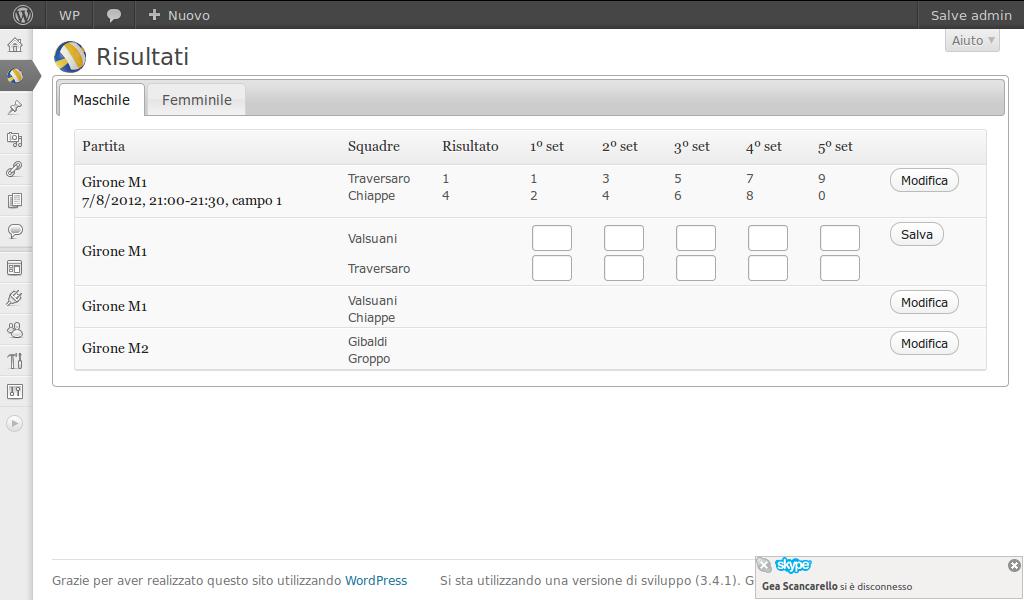 WP Nuovo Salve admin
Aiuto
Risultati
Maschile Femminile
Partita Squadre Risultato 1º set 2º set 3º set 4º set 5º set
Girone M1 Traversaro 1 1 3 5 7 9 Modifica
7/8/2012, 21:00-21:30, campo 1 Chiappe 4 2 4 6 8 0
Valsuani Salva
Girone M1
Traversaro
Valsuani Modifica
Girone M1
Chiappe
Gibaldi Modifica
Girone M2
Groppo
Grazie per aver realizzato questo sito utilizzando WordPress Si sta utilizzando una versione di sviluppo (3.4.1). G
skype
Gea Scancarello si è disconnesso